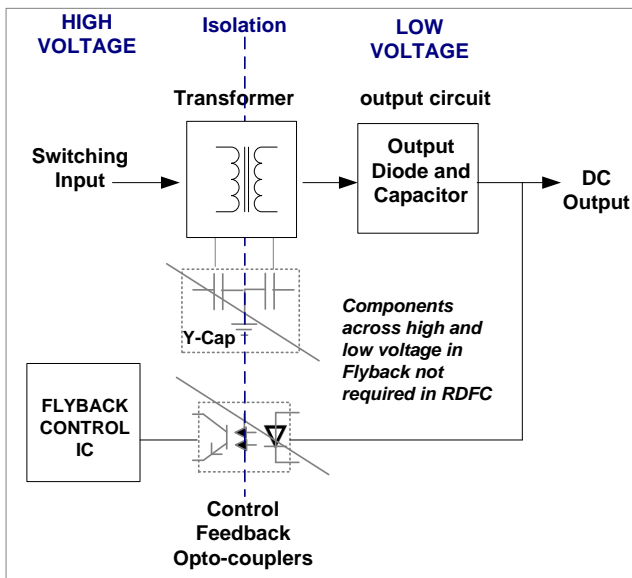 HIGH
VOLTAGE
Isolation
LOW
VOLTAGE
Transformer
output circuit
Switching
Input
Output
Diode and
Capacitor
DC
Output
Y-Cap
Components
across high and
low voltage in
Flyback not
required in RDFC
FLYBACK
CONTROL
IC
Control
Feedback
Opto-couplers